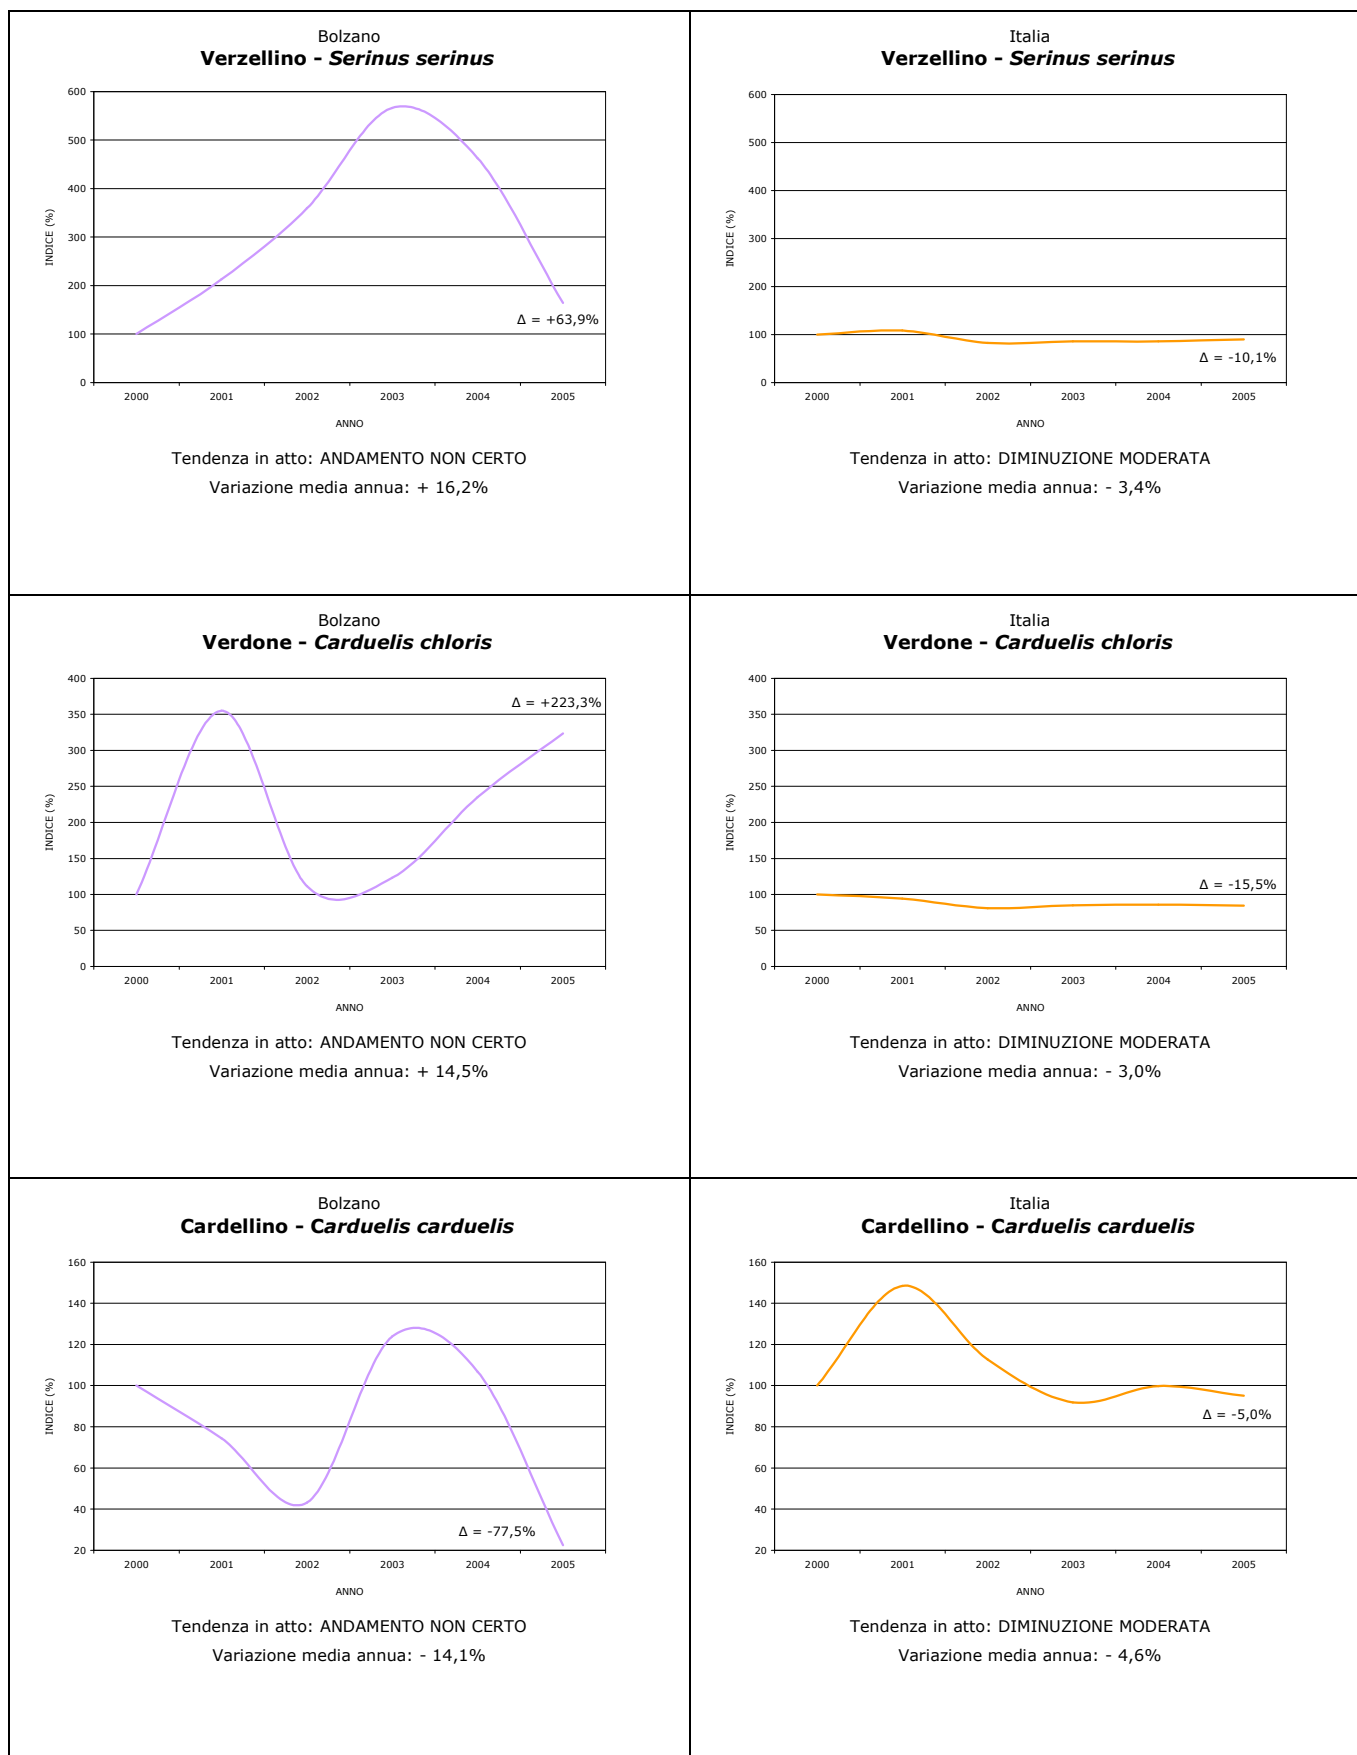 Bolzano
Verzellino - Serinus serinus
600
500
400
300
200
100
0
INDICE (%)
Δ = +63,9%
2000 2001 2002 2003 2004 2005
ANNO
Tendenza in atto: ANDAMENTO NON CERTO
Variazione media annua: + 16,2%
Italia
Verzellino - Serinus serinus
600
500
400
300
200
100
0
INDICE (%)
Δ = -10,1%
2000 2001 2002 2003 2004 2005
ANNO
Tendenza in atto: DIMINUZIONE MODERATA
Variazione media annua: - 3,4%
Bolzano
Verdone - Carduelis chloris
400
350
300
250
200
150
100
50
0
INDICE (%)
Δ = +223,3%
2000 2001 2002 2003 2004 2005
ANNO
Tendenza in atto: ANDAMENTO NON CERTO
Variazione media annua: + 14,5%
Italia
Verdone - Carduelis chloris
400
350
300
250
200
150
100
50
0
INDICE (%)
Δ = -15,5%
2000 2001 2002 2003 2004 2005
ANNO
Tendenza in atto: DIMINUZIONE MODERATA
Variazione media annua: - 3,0%
Bolzano
Cardellino - Carduelis carduelis
160
140
120
100
80
60
40
20
INDICE (%)
Δ = -77,5%
2000 2001 2002 2003 2004 2005
ANNO
Tendenza in atto: ANDAMENTO NON CERTO
Variazione media annua: - 14,1%
Italia
Cardellino - Carduelis carduelis
160
140
120
100
80
60
40
20
INDICE (%)
Δ = -5,0%
2000 2001 2002 2003 2004 2005
ANNO
Tendenza in atto: DIMINUZIONE MODERATA
Variazione media annua: - 4,6%